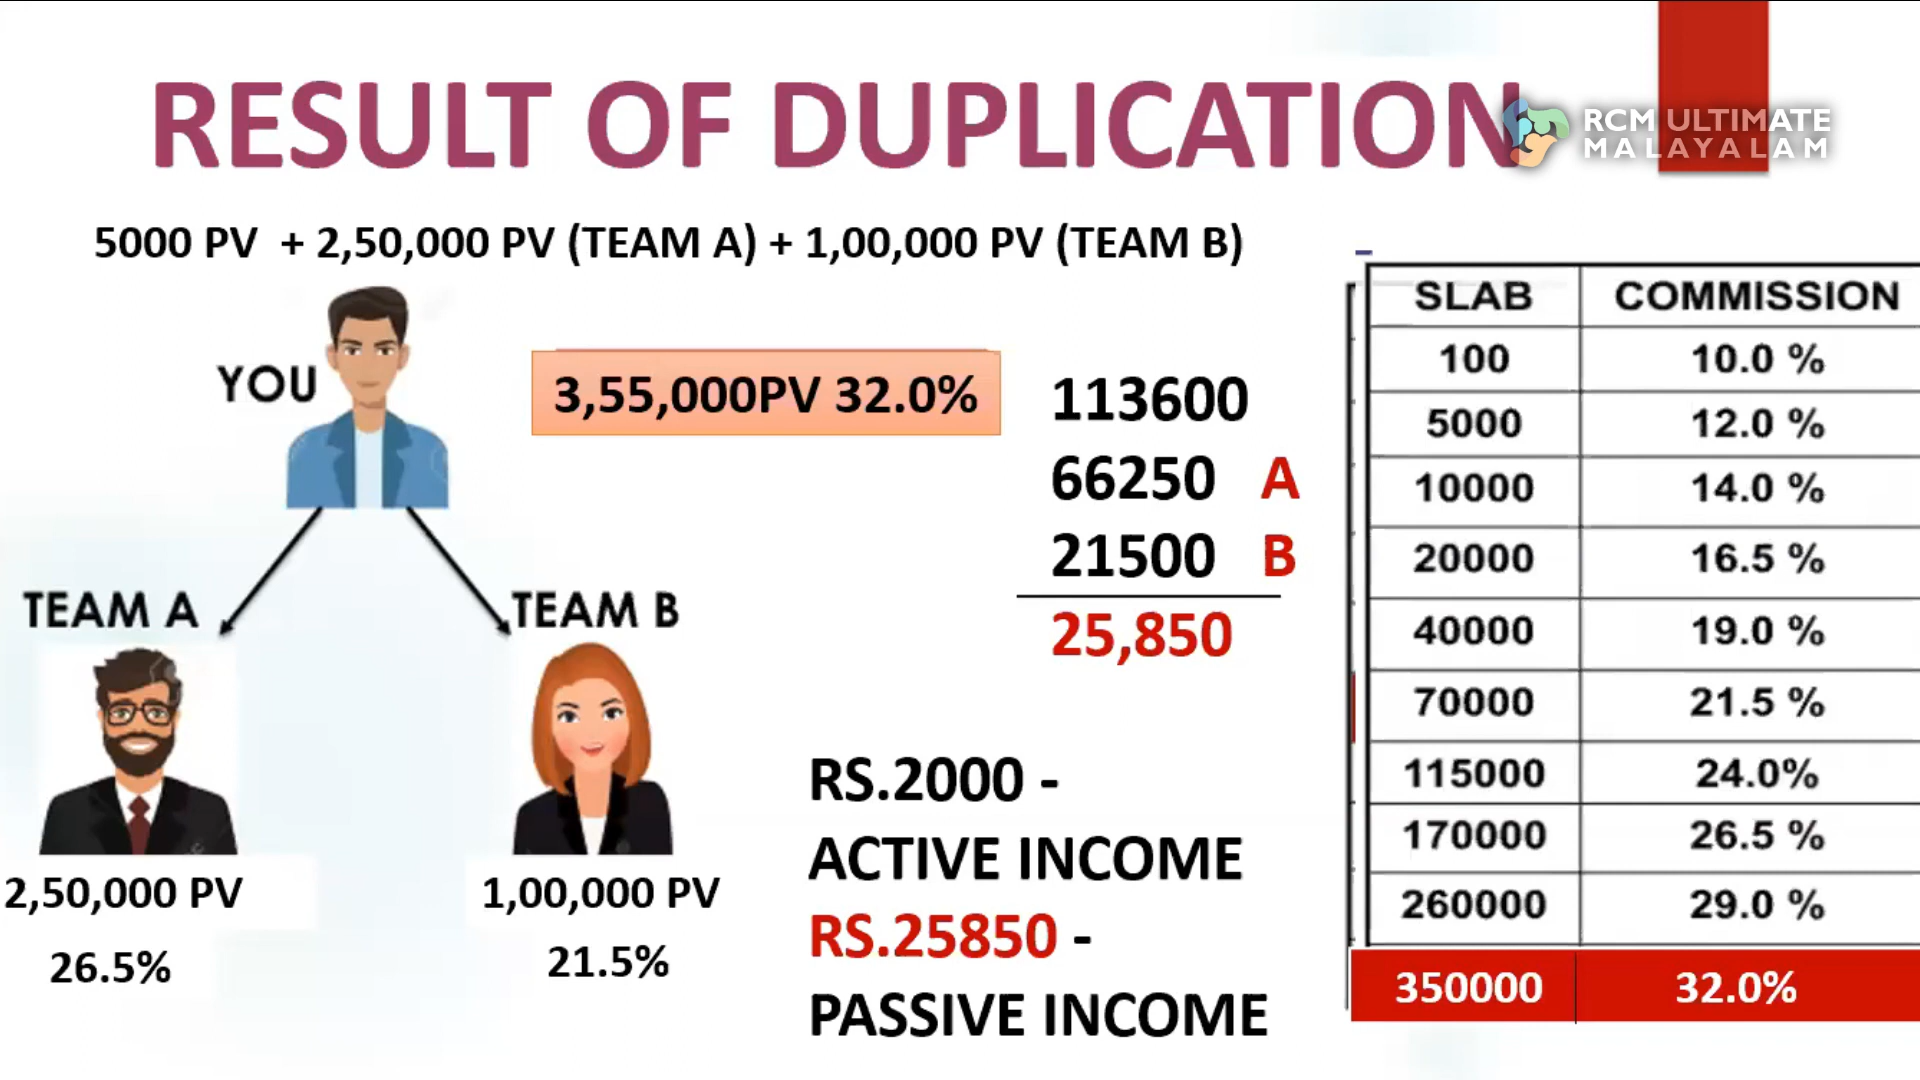 RESULT OF DUPLICATION
RCM ULTIMATE
MALAYALAM
5000 PV + 2,50,000 PV (TEAM A) + 1,00,000 PV (TEAM B)
YOU
3,55,000PV 32.0%
113600
66250 A
21500 B
25,850
TEAM A
TEAM B
2,50,000 PV
26.5%
1,00,000 PV
21.5%
RS.2000 -
ACTIVE INCOME
RS.25850 -
PASSIVE INCOME
SLAB COMMISSION
100 10.0 %
5000 12.0 %
10000 14.0 %
20000 16.5 %
40000 19.0 %
70000 21.5 %
115000 24.0%
170000 26.5 %
260000 29.0 %
350000 32.0%